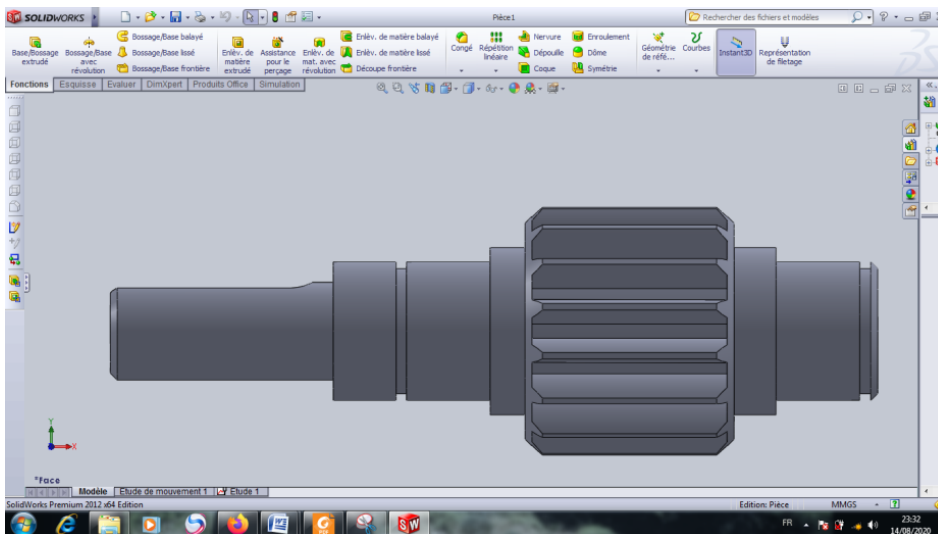 SOLIDWORKS
Pièce1
Rechercher des fichiers et modèles
Base/Bossage extrudé
Bossage/Base avec révolution
Bossage/Base balayé
Bossage/Base lissé
Bossage/Base frontière
Enlèv. de matière extrudé
Assistance pour le perçage
Enlèv. de mat. avec révolution
Enlèv. de matière balayé
Enlèv. de matière lissé
Découpe frontière
Congé
Répétition linéaire
Nervure
Dépouille
Coque
Enroulement
Dôme
Symétrie
Géométrie de réfé...
Courbes
Instant3D
Représentation de filetage
Fonctions
Esquisse
Evaluer
DimXpert
Produits Office
Simulation
Y
X
*Face
Modèle
Etude de mouvement 1
Etude 1
SolidWorks Premium 2012 x64 Edition
Edition: Pièce
MMGS
FR
23:32
14/08/2020